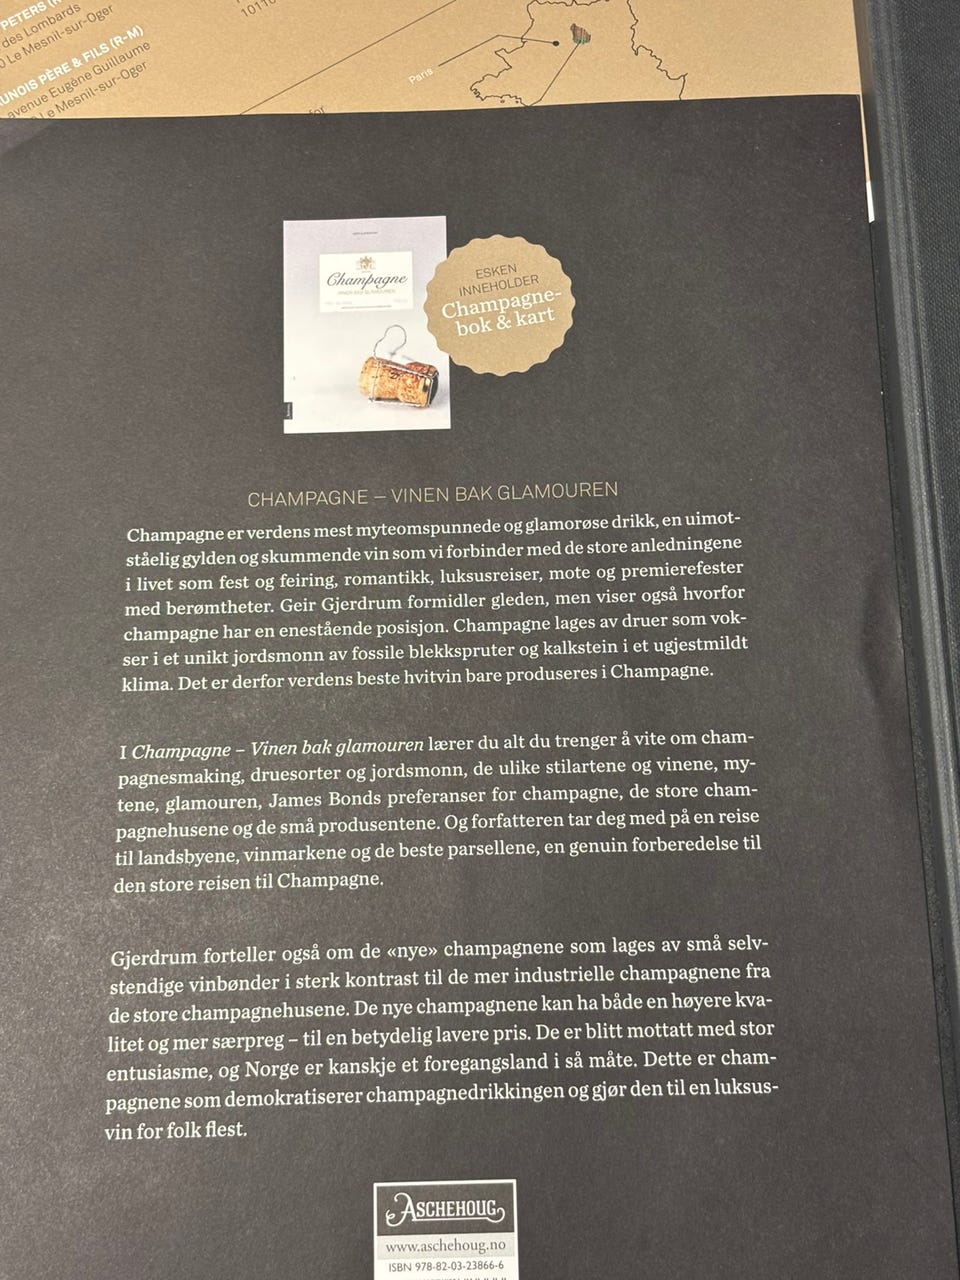 PETERS
des Lombards
Le Mesnil-sur-Oger
PÈRE & FILS (R-M)
avenue Eugène Guillaume
Le Mesnil-sur-Oger
10110
Paris
for
Champagne
VINEN BAK GLAMOUREN
ESKEN
INNEHOLDER
Champagne-
bok & kart
CHAMPAGNE – VINEN BAK GLAMOUREN
Champagne er verdens mest myteomspunnede og glamorøse drikk, en uimot-
ståelig gylden og skummende vin som vi forbinder med de store anledningene
i livet som fest og feiring, romantikk, luksusreiser, mote og premierefester
med berømtheter. Geir Gjerdrum formidler gleden, men viser også hvorfor
champagne har en enestående posisjon. Champagne lages av druer som vok-
ser i et unikt jordsmonn av fossile blekkspruter og kalkstein i et ugjestmildt
klima. Det er derfor verdens beste hvitvin bare produseres i Champagne.
I Champagne – Vinen bak glamouren lærer du alt du trenger å vite om cham-
pagnesmaking, druesorter og jordsmonn, de ulike stilartene og vinene, my-
tene, glamouren, James Bonds preferanser for champagne, de store cham-
pagnehusene og de små produsentene. Og forfatteren tar deg med på en reise
til landsbyene, vinmarkene og de beste parsellene, en genuin forberedelse til
den store reisen til Champagne.
Gjerdrum forteller også om de «nye» champagnene som lages av små selv-
stendige vinbønder i sterk kontrast til de mer industrielle champagnene fra
de store champagnehusene. De nye champagnene kan ha både en høyere kva-
litet og mer særpreg – til en betydelig lavere pris. De er blitt mottatt med stor
entusiasme, og Norge er kanskje et foregangsland i så måte. Dette er cham-
pagnene som demokratiserer champagnedrikkingen og gjør den til en luksus-
vin for folk flest.
ASCHEHOUG
www.aschehoug.no
ISBN 978-82-03-23866-6